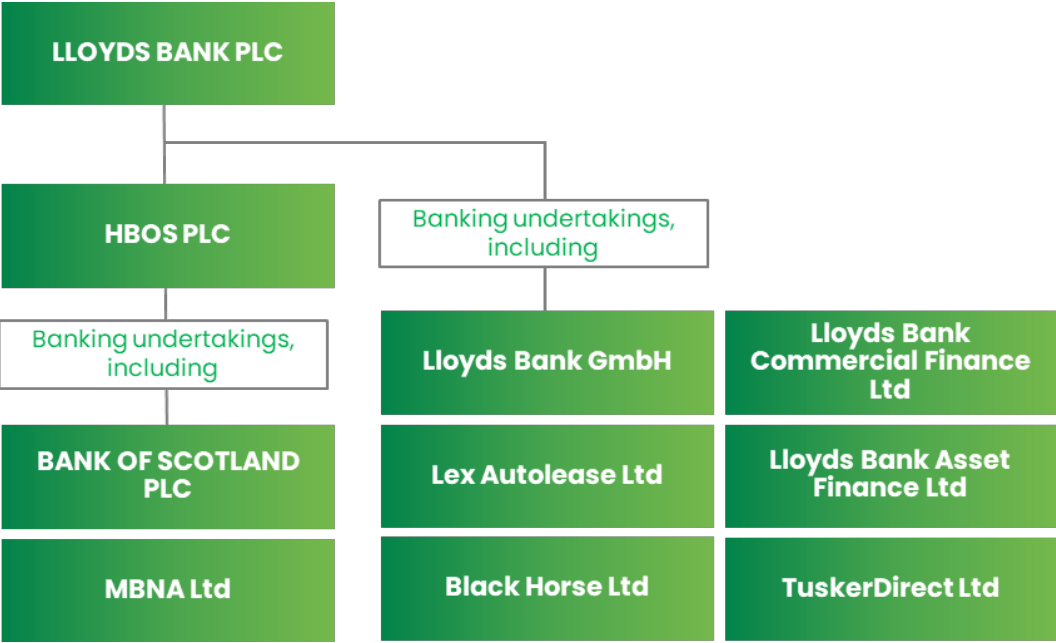 LLOYDS BANK PLC
HBOS PLC
Banking undertakings,
including
BANK OF SCOTLAND
PLC
MBNA Ltd
Banking undertakings,
including
Lloyds Bank GmbH
Lex Autolease Ltd
Black Horse Ltd
Lloyds Bank
Commercial Finance
Ltd
Lloyds Bank Asset
Finance Ltd
TuskerDirect Ltd